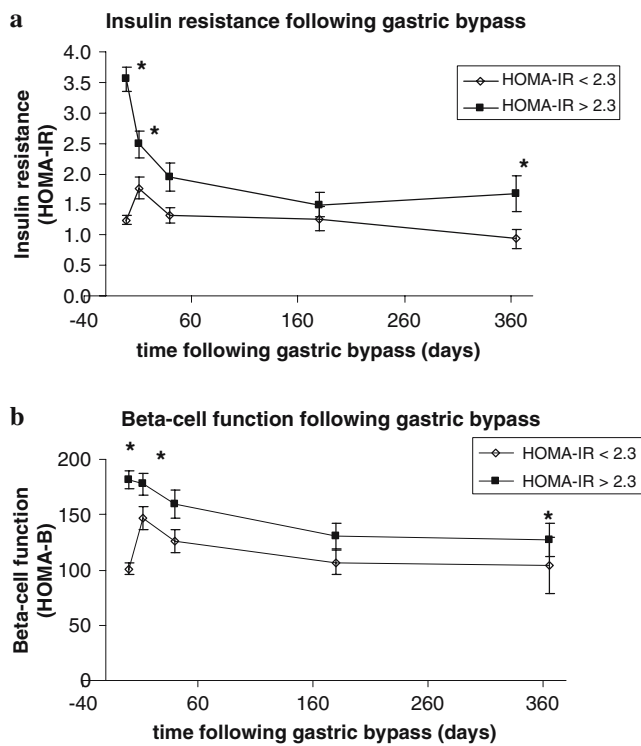 a
Insulin resistance following gastric bypass
4.0
3.5
3.0
2.5
2.0
1.5
1.0
0.5
0.0
-40
60
160
260
360
Insulin resistance
(HOMA-IR)
time following gastric bypass (days)
HOMA-IR < 2.3
HOMA-IR > 2.3
*
*
*
b
Beta-cell function following gastric bypass
200
150
100
50
0
-40
60
160
260
360
Beta-cell function
(HOMA-B)
time following gastric bypass (days)
HOMA-IR < 2.3
HOMA-IR > 2.3
*
*
*